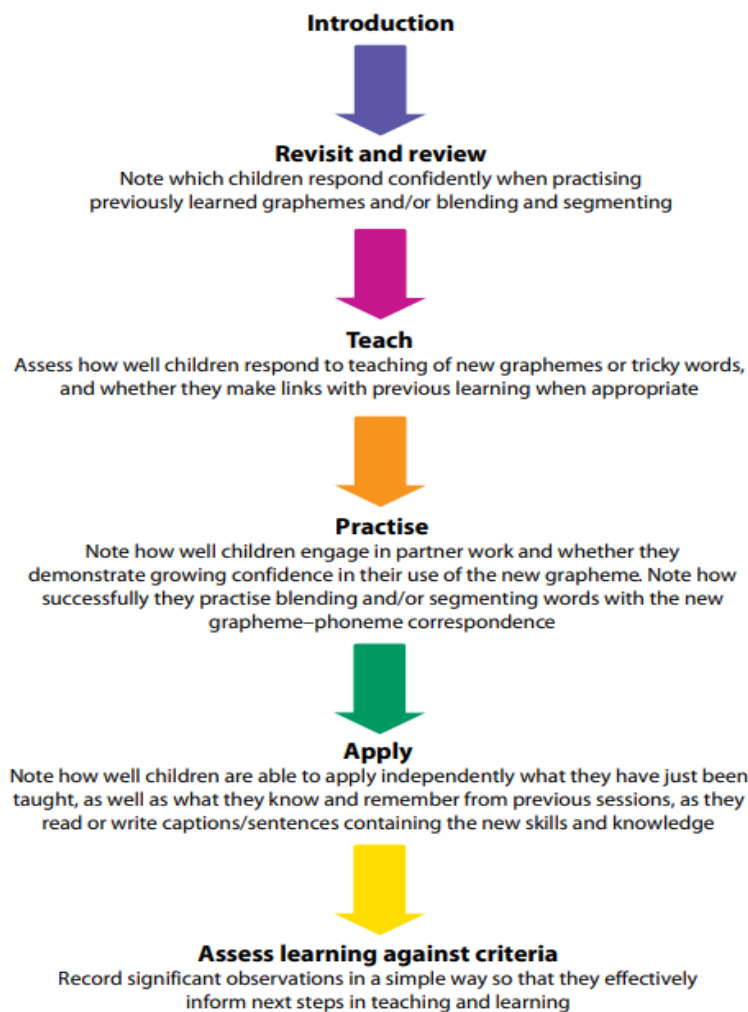 Introduction
Revisit and review
Note which children respond confidently when practising
previously learned graphemes and/or blending and segmenting
Teach
Assess how well children respond to teaching of new graphemes or tricky words,
and whether they make links with previous learning when appropriate
Practise
Note how well children engage in partner work and whether they
demonstrate growing confidence in their use of the new grapheme. Note how
successfully they practise blending and/or segmenting words with the new
grapheme–phoneme correspondence
Apply
Note how well children are able to apply independently what they have just been
taught, as well as what they know and remember from previous sessions, as they
read or write captions/sentences containing the new skills and knowledge
Assess learning against criteria
Record significant observations in a simple way so that they effectively
inform next steps in teaching and learning